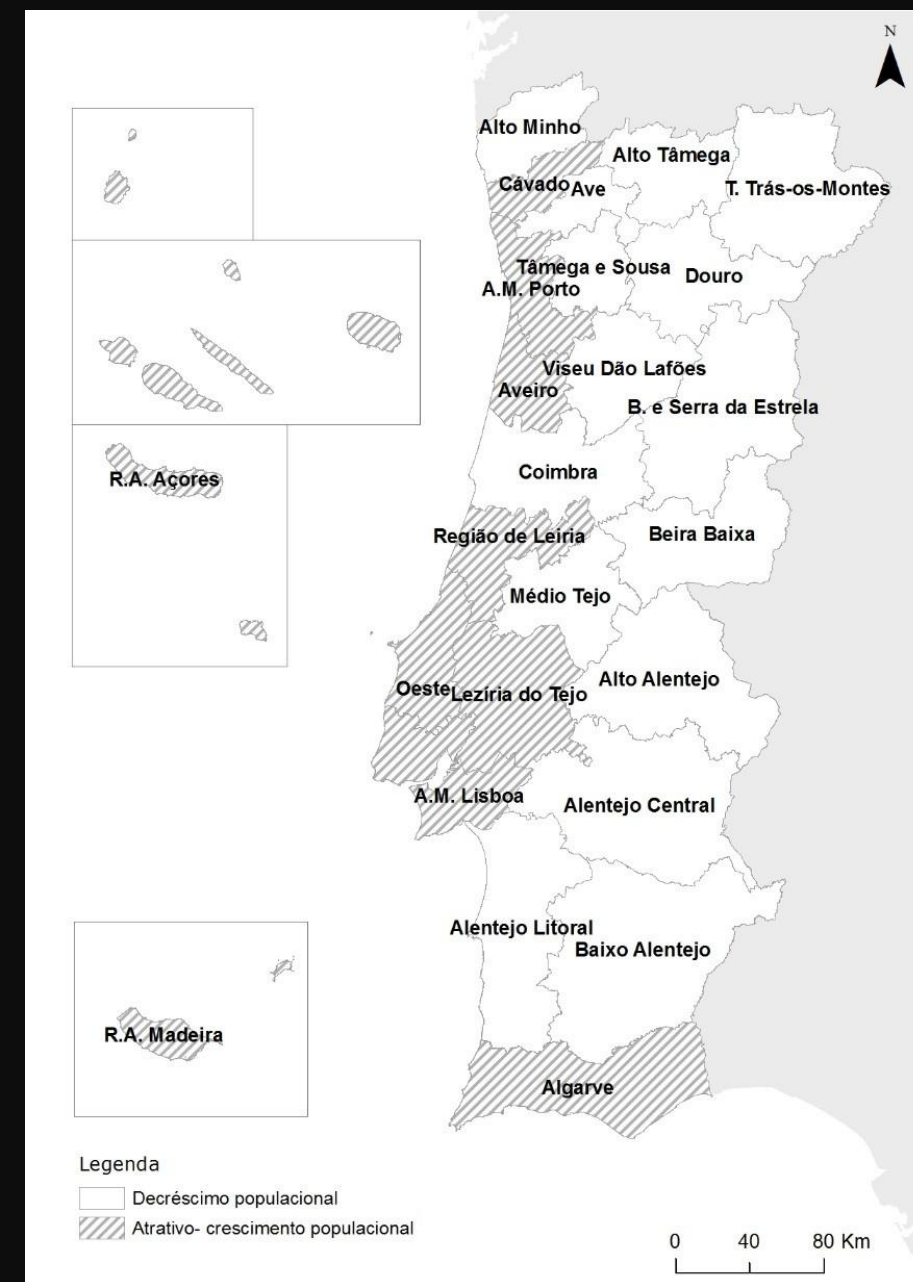 N
Alto Minho
Alto Tâmega
Cávado
Ave
T. Trás-os-Montes
Tâmega e Sousa
Douro
A.M. Porto
Viseu Dão Lafões
Aveiro
B. e Serra da Estrela
Coimbra
R.A. Açores
Região de Leiria
Beira Baixa
Médio Tejo
Alto Alentejo
Oeste
Lezíria do Tejo
A.M. Lisboa
Alentejo Central
Alentejo Litoral
Baixo Alentejo
R.A. Madeira
Algarve
Legenda
Decréscimo populacional
Atrativo- crescimento populacional
0 40 80 Km